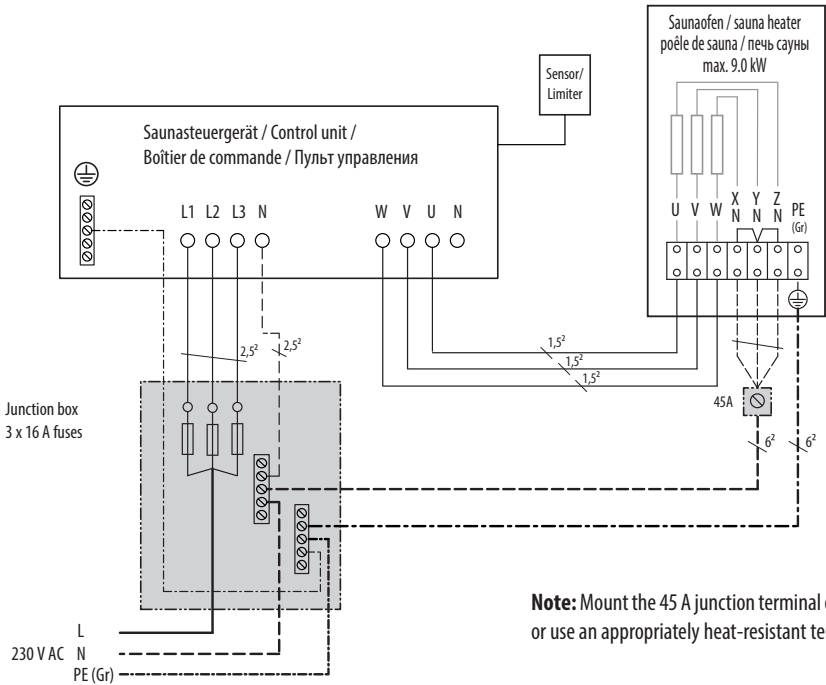 Saunaofen / sauna heater
poêle de sauna / печь сауны
max. 9.0 kW
Sensor/
Limiter
Saunasteuergerät / Control unit /
Boîtier de commande / Пульт управления
L1 L2 L3 N
W V U N
U V W X Y Z PE
N N N (Gr)
2,5²
2,5²
1,5²
1,5²
1,5²
Junction box
3 x 16 A fuses
45A
6²
6²
Note: Mount the 45 A junction terminal
or use an appropriately heat-resistant
L
230 V AC N
PE (Gr)